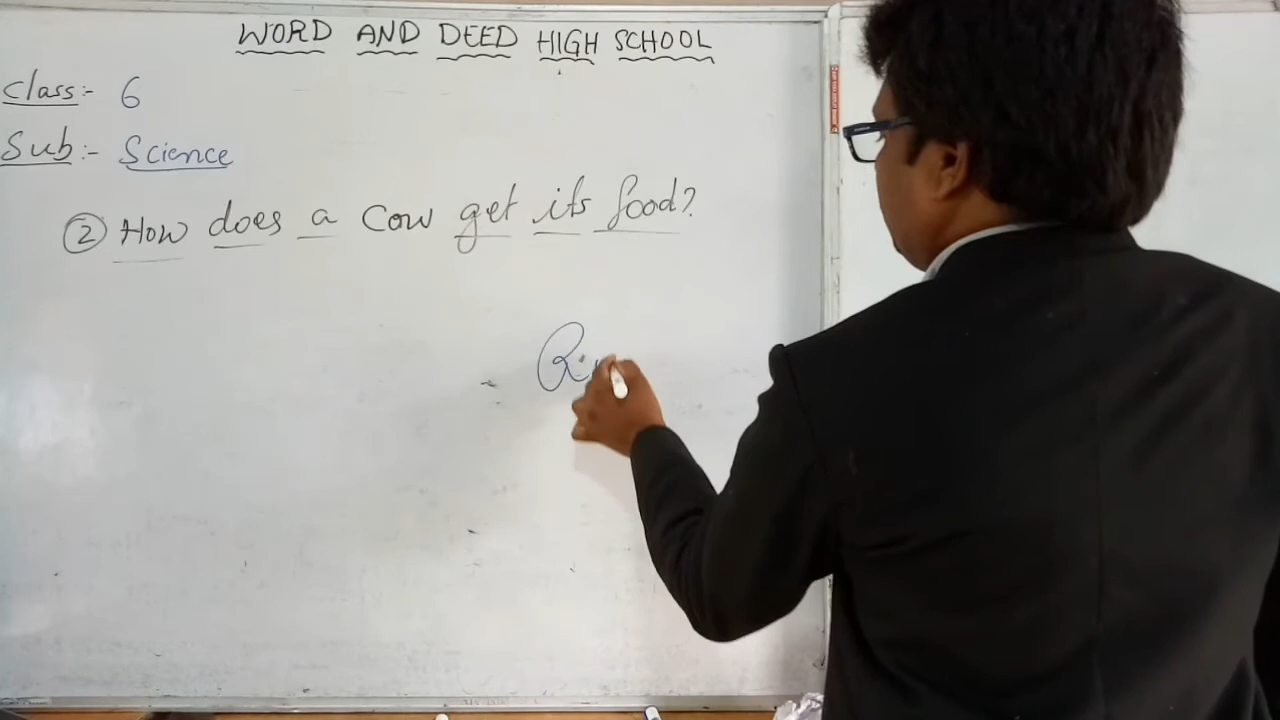 WORD AND DEED HIGH SCHOOL
Class:- 6
Sub:- Science
② How does a cow get its food?